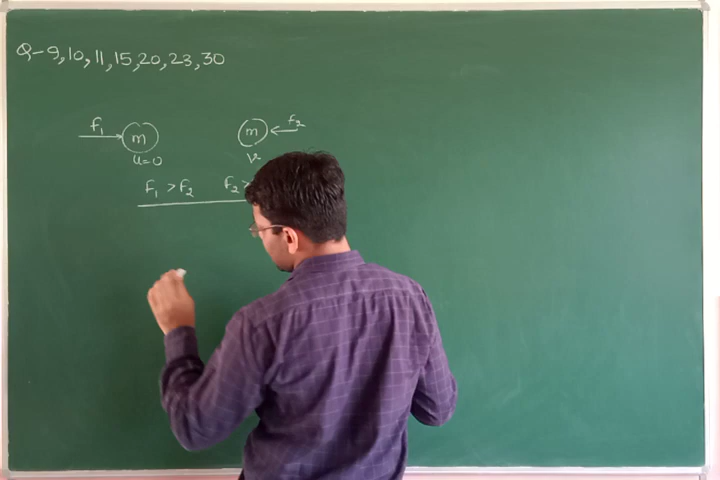 Q-9,10,11,15,20,23,30
f₁ m m f₂
u=0 v
F₁ >F₂ f₂>